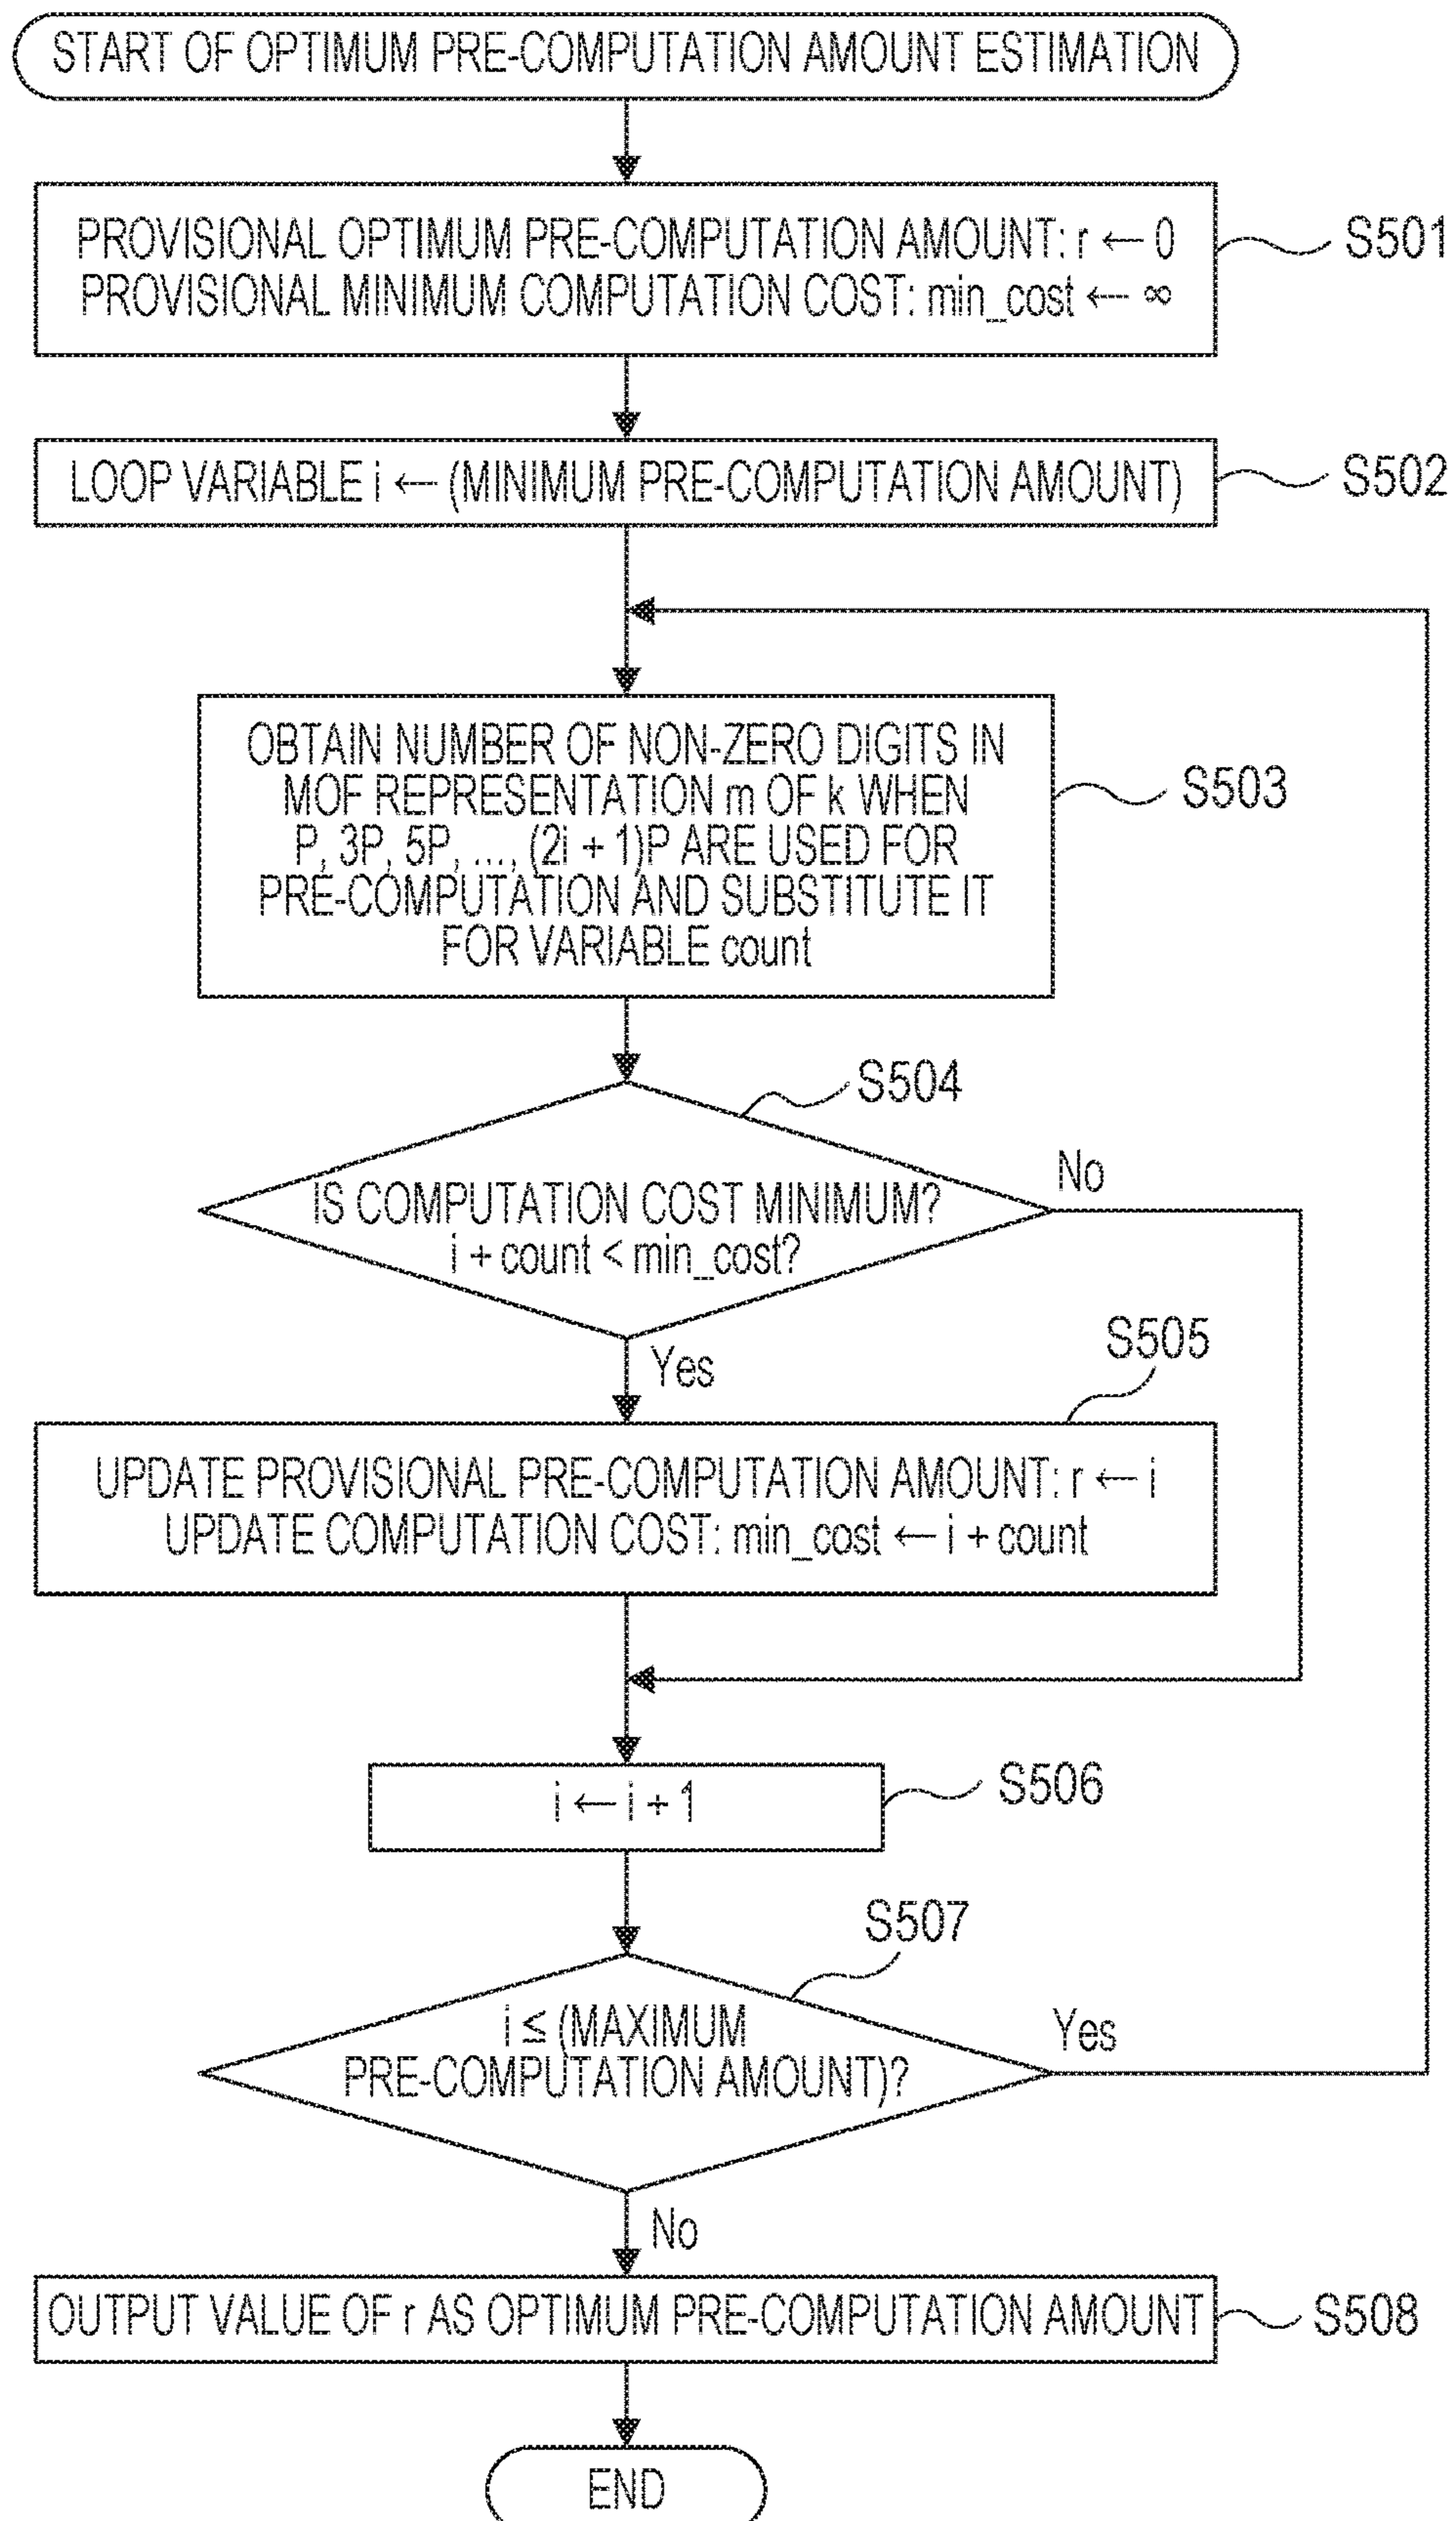 START OF OPTIMUM PRE-COMPUTATION AMOUNT ESTIMATION
PROVISIONAL OPTIMUM PRE-COMPUTATION AMOUNT: r ← 0
PROVISIONAL MINIMUM COMPUTATION COST: min_cost ← ∞
S501
LOOP VARIABLE i ← (MINIMUM PRE-COMPUTATION AMOUNT)
S502
OBTAIN NUMBER OF NON-ZERO DIGITS IN
MOF REPRESENTATION m OF k WHEN
P, 3P, 5P, ..., (2i + 1)P ARE USED FOR
PRE-COMPUTATION AND SUBSTITUTE IT
FOR VARIABLE count
S503
S504
IS COMPUTATION COST MINIMUM?
i + count < min_cost?
No
Yes
S505
UPDATE PROVISIONAL PRE-COMPUTATION AMOUNT: r ← i
UPDATE COMPUTATION COST: min_cost ← i + count
i ← i + 1
S506
S507
i ≤ (MAXIMUM
PRE-COMPUTATION AMOUNT)?
Yes
No
OUTPUT VALUE OF r AS OPTIMUM PRE-COMPUTATION AMOUNT
S508
END